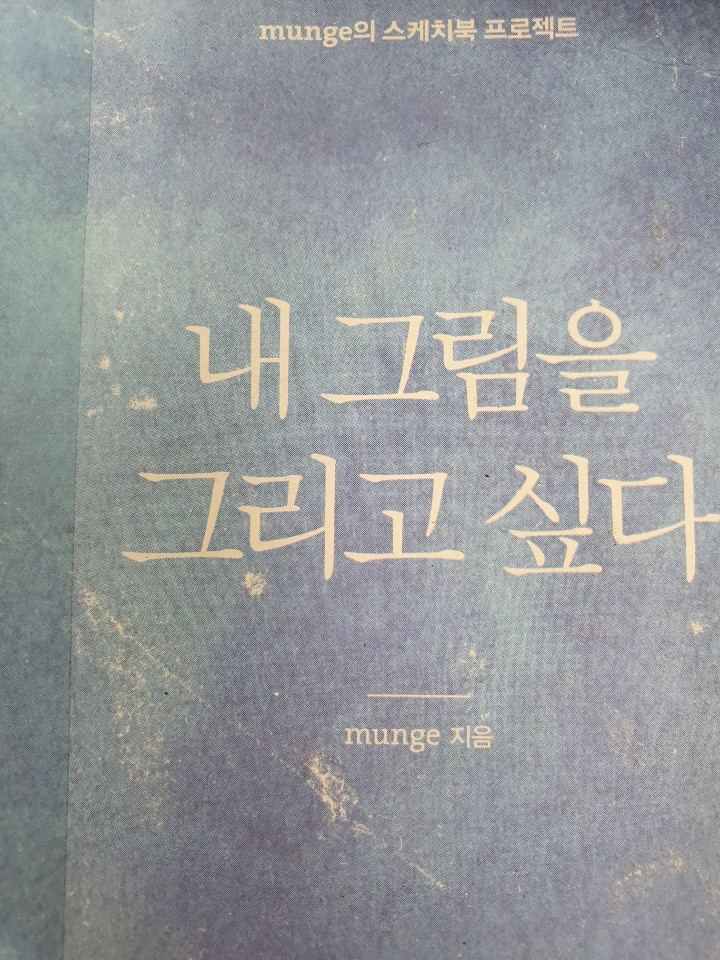 munge의 스케치북 프로젝트
내 그림을
그리고 싶다
munge 지음